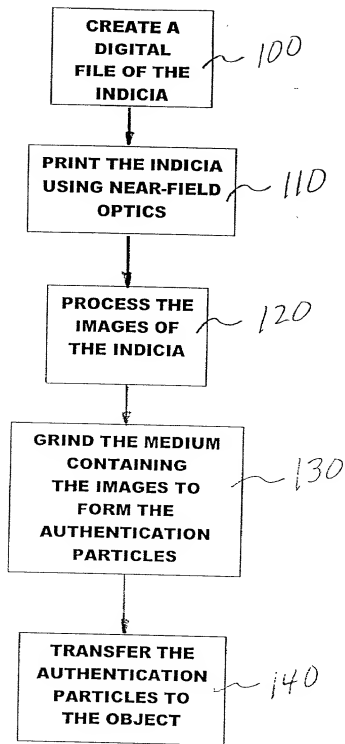 CREATE A
DIGITAL
FILE OF THE
INDICIA
100
PRINT THE INDICIA
USING NEAR-FIELD
OPTICS
110
PROCESS THE
IMAGES OF
THE INDICIA
120
GRIND THE MEDIUM
CONTAINING
THE IMAGES TO
FORM THE
AUTHENTICATION
PARTICLES
130
TRANSFER THE
AUTHENTICATION
PARTICLES TO
THE OBJECT
140